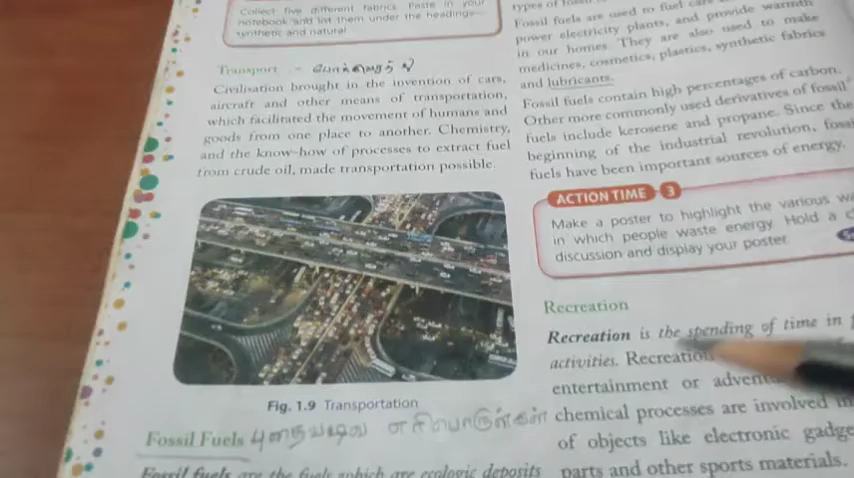 Collect five different fabrics. Paste in your
notebook and list them under the headings—
synthetic and natural.
Transport -
Civilisation brought in the invention of cars,
aircraft and other means of transportation,
which facilitated the movement of humans and
goods from one place to another. Chemistry,
and the know-how of processes to extract fuel
from crude oil, made transportation possible.
Fig. 1.9 Transportation
Fossil Fuels எரிபொருள்கள்
Fossil fuels are the fuels which are ecologic deposits
types of
Fossil fuels are used to fuel
power electricity plants, and provide warmth
in our homes. They are also used to make
medicines, cosmetics, plastics, synthetic fabrics
and lubricants.
Fossil fuels contain high percentages of carbon.
Other more commonly used derivatives of fossil
fuels include kerosene and propane. Since the
beginning of the industrial revolution,
fuels have been important sources of energy.
ACTION TIME 3
Make a poster to highlight the various
in which people waste energy. Hold a
discussion and display your poster.
Recreation
Recreation is the spending of time in
activities.
entertainment or
chemical processes are involved
of objects like electronic
parts and other sports materials.